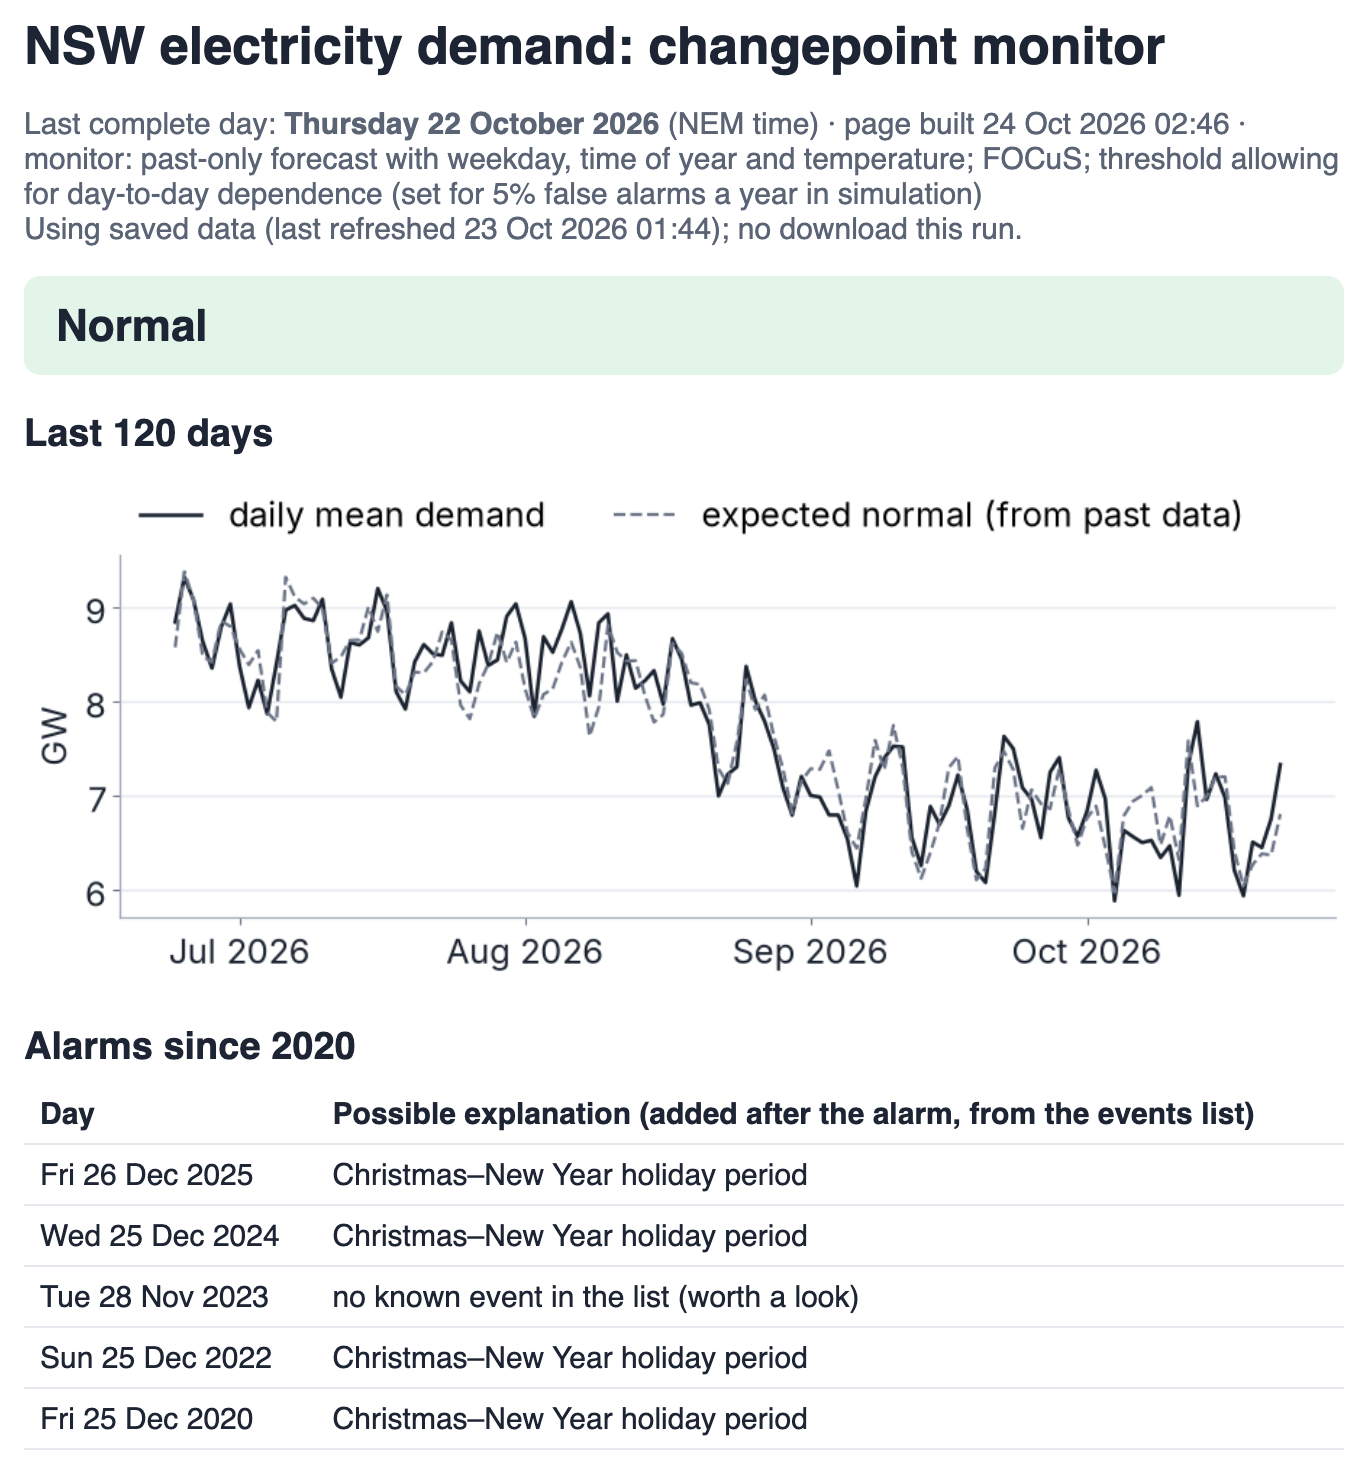 NSW electricity demand: changepoint monitor
Last complete day: Thursday 22 October 2026 (NEM time) · page built 24 Oct 2026 02:46 ·
monitor: past-only forecast with weekday, time of year and temperature; FOCuS; threshold allowing
for day-to-day dependence (set for 5% false alarms a year in simulation)
Using saved data (last refreshed 23 Oct 2026 01:44); no download this run.
Normal
Last 120 days
daily mean demand
expected normal (from past data)
GW
9
8
7
6
Jul 2026
Aug 2026
Sep 2026
Oct 2026
Alarms since 2020
Day Possible explanation (added after the alarm, from the events list)
Fri 26 Dec 2025 Christmas–New Year holiday period
Wed 25 Dec 2024 Christmas–New Year holiday period
Tue 28 Nov 2023 no known event in the list (worth a look)
Sun 25 Dec 2022 Christmas–New Year holiday period
Fri 25 Dec 2020 Christmas–New Year holiday period